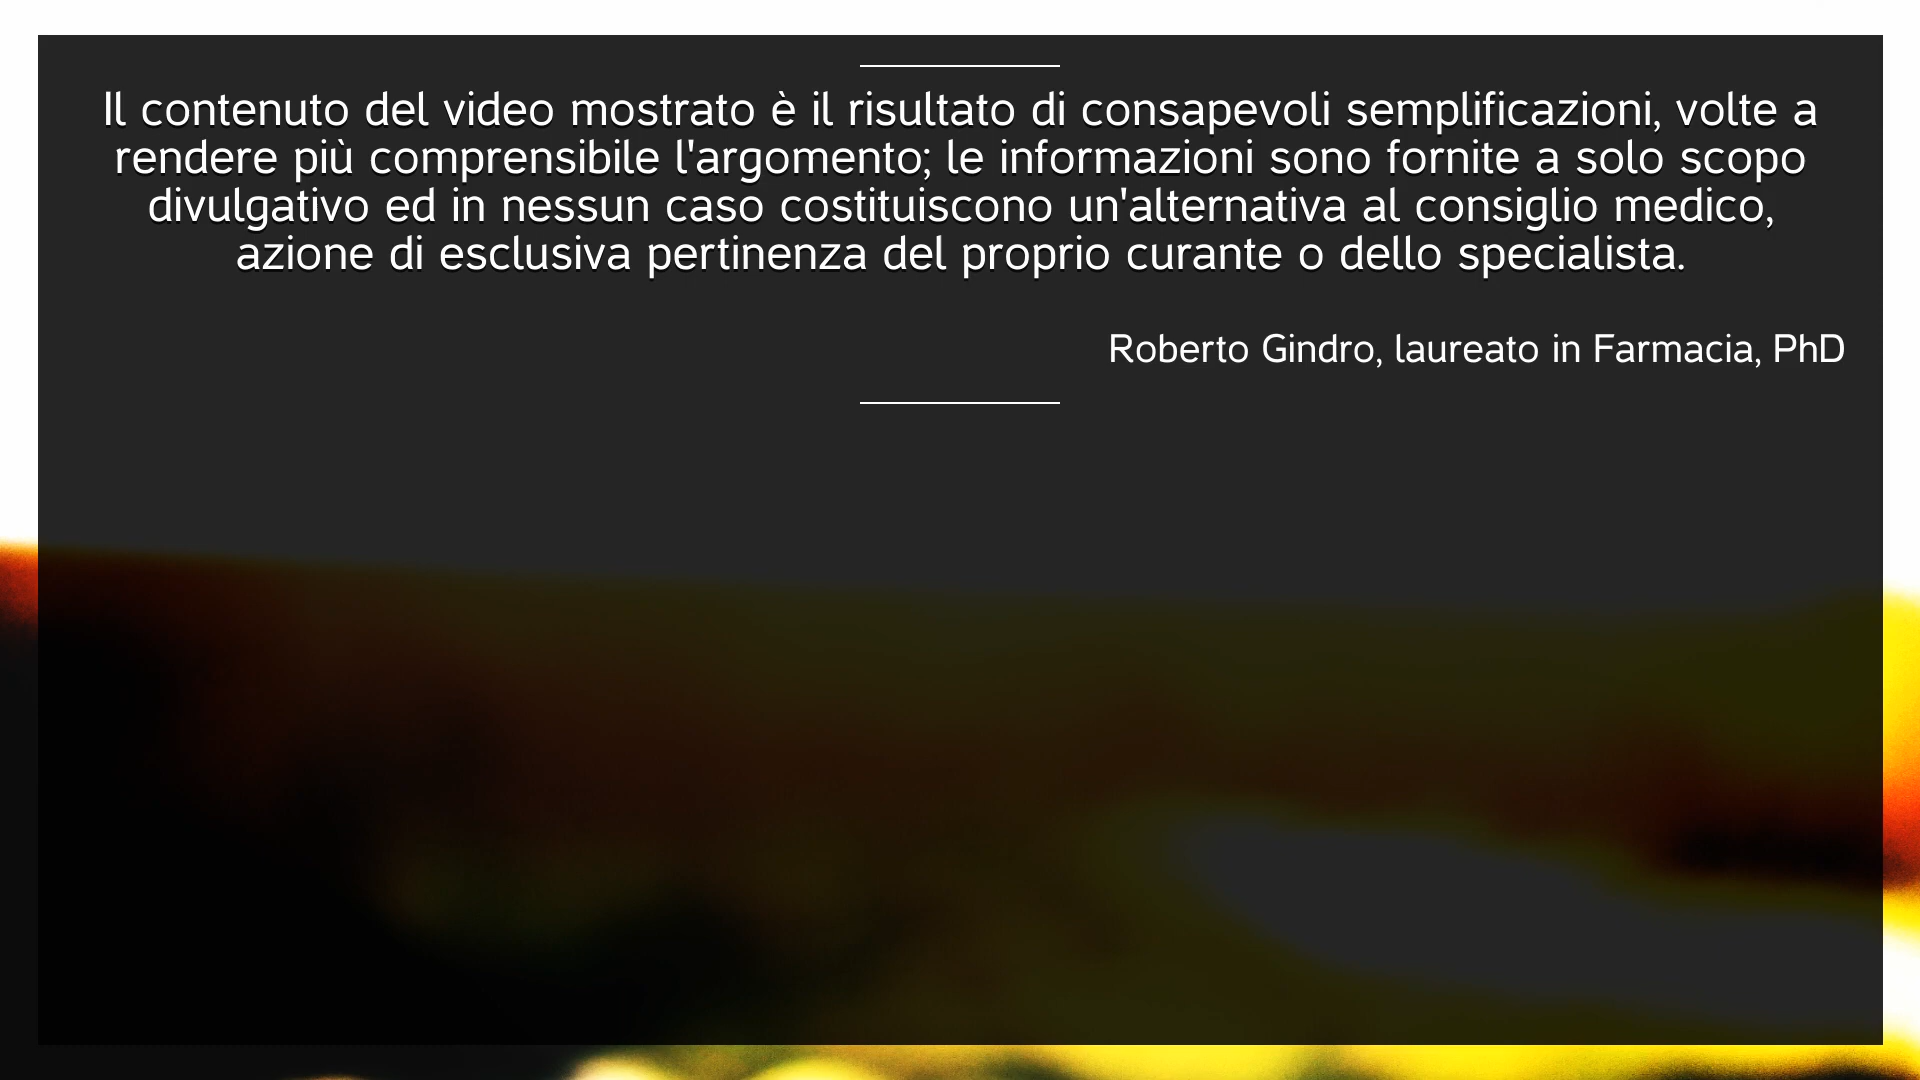 Il contenuto del video mostrato è il risultato di consapevoli semplificazioni, volte a
rendere più comprensibile l'argomento; le informazioni sono fornite a solo scopo
divulgativo ed in nessun caso costituiscono un'alternativa al consiglio medico,
azione di esclusiva pertinenza del proprio curante o dello specialista.
Roberto Gindro, laureato in Farmacia, PhD